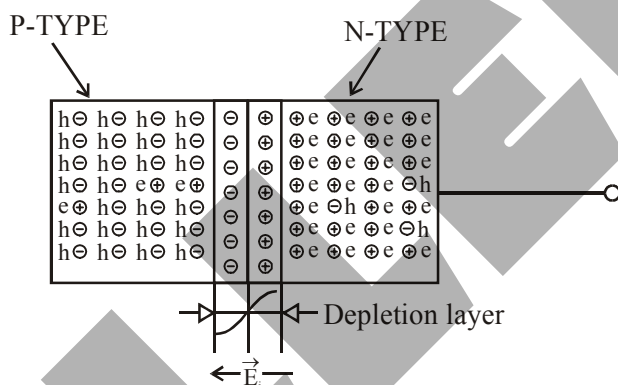 P-TYPE
N-TYPE
h⊖ h⊖ h⊖ h⊖ ⊖ ⊕ ⊕e ⊕e ⊕e ⊕e
h⊖ h⊖ h⊖ h⊖ ⊖ ⊕ ⊕e ⊕e ⊕e ⊕e
h⊖ h⊖ h⊖ h⊖ ⊖ ⊕ ⊕e ⊕e ⊕e ⊕e
h⊖ h⊖ e⊕ e⊕ ⊖ ⊕ ⊕e ⊕e ⊕e ⊖h
e⊕ h⊖ h⊖ h⊖ ⊖ ⊕ ⊕e ⊖h ⊕e ⊕e
h⊖ h⊖ h⊖ h⊖ ⊖ ⊕ ⊕e ⊕e ⊕e ⊖h
h⊖ h⊖ h⊖ h⊖ ⊖ ⊕ ⊕e ⊕e ⊕e ⊕e
Depletion layer
E⃗ᵢ